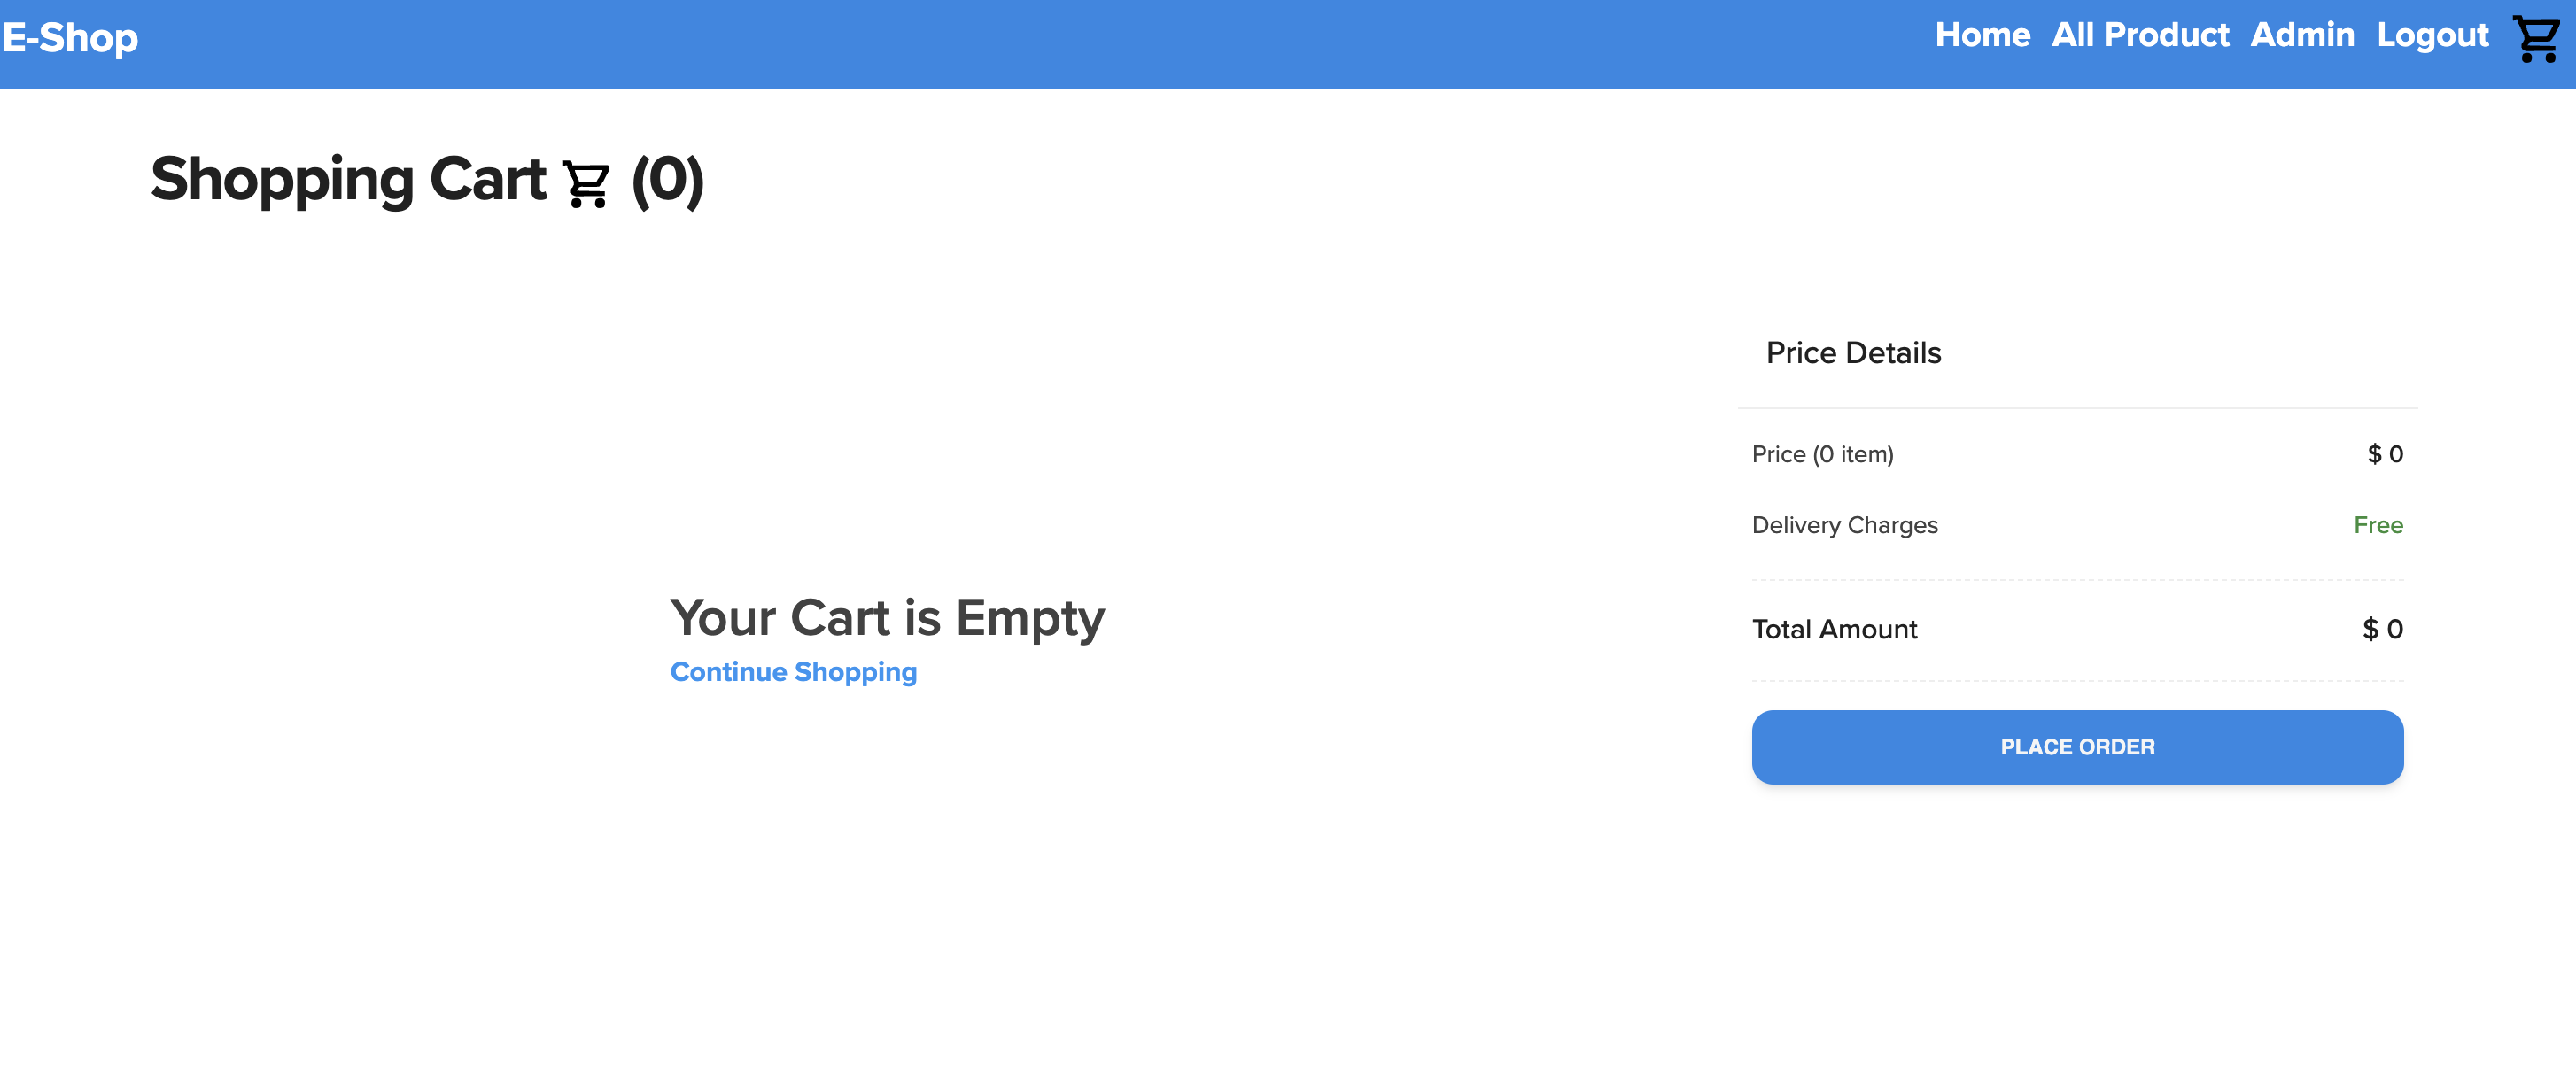 E-Shop
Home All Product Admin Logout
Shopping Cart (0)
Price Details
Price (0 item) $ 0
Delivery Charges Free
Your Cart is Empty
Continue Shopping
Total Amount $ 0
PLACE ORDER